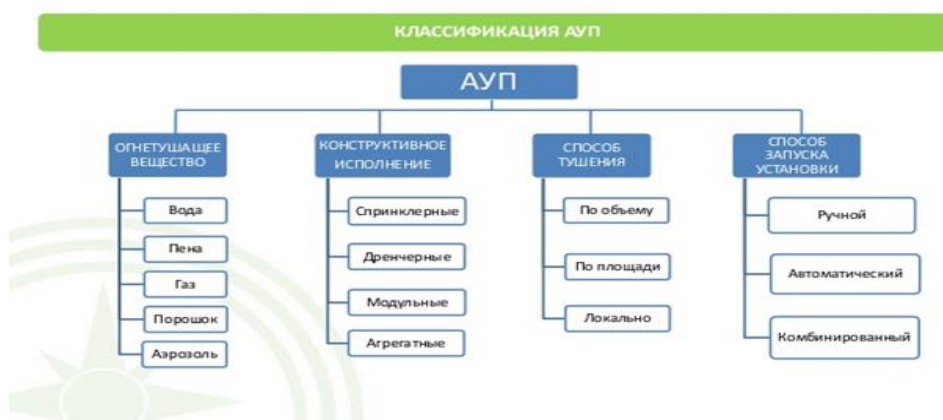 КЛАССИФИКАЦИЯ АУП
АУП
ОГНЕТУШАЩЕЕ
ВЕЩЕСТВО
Вода
Пена
Газ
Порошок
Аэрозоль
КОНСТРУКТИВНОЕ
ИСПОЛНЕНИЕ
Спринклерные
Дренчерные
Модульные
Агрегатные
СПОСОБ
ТУШЕНИЯ
По объему
По площади
Локально
СПОСОБ
ЗАПУСКА
УСТАНОВКИ
Ручной
Автоматический
Комбинированный